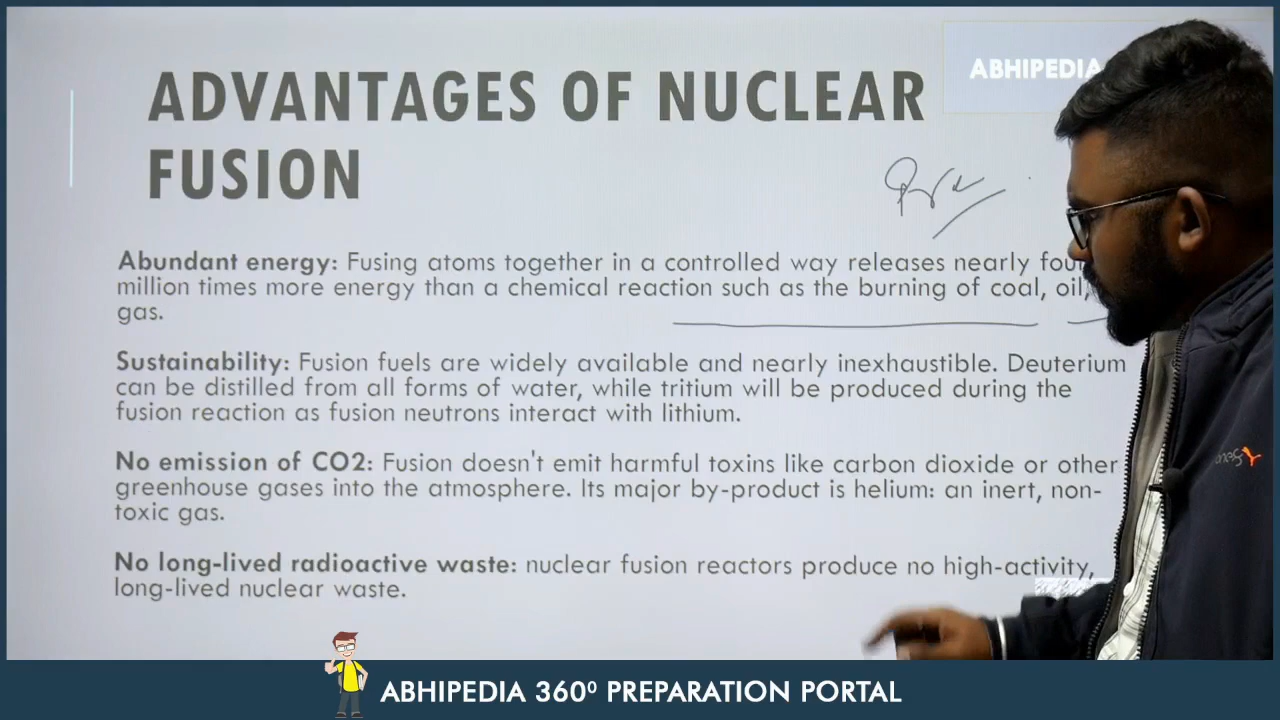 ABHIPEDIA
ADVANTAGES OF NUCLEAR
FUSION
Abundant energy: Fusing atoms together in a controlled way releases nearly four
million times more energy than a chemical reaction such as the burning of coal, oil,
gas.
Sustainability: Fusion fuels are widely available and nearly inexhaustible. Deuterium
can be distilled from all forms of water, while tritium will be produced during the
fusion reaction as fusion neutrons interact with lithium.
No emission of CO2: Fusion doesn't emit harmful toxins like carbon dioxide or other
greenhouse gases into the atmosphere. Its major by-product is helium: an inert, non-
toxic gas.
No long-lived radioactive waste: nuclear fusion reactors produce no high-activity,
long-lived nuclear waste.
ABHIPEDIA 360⁰ PREPARATION PORTAL